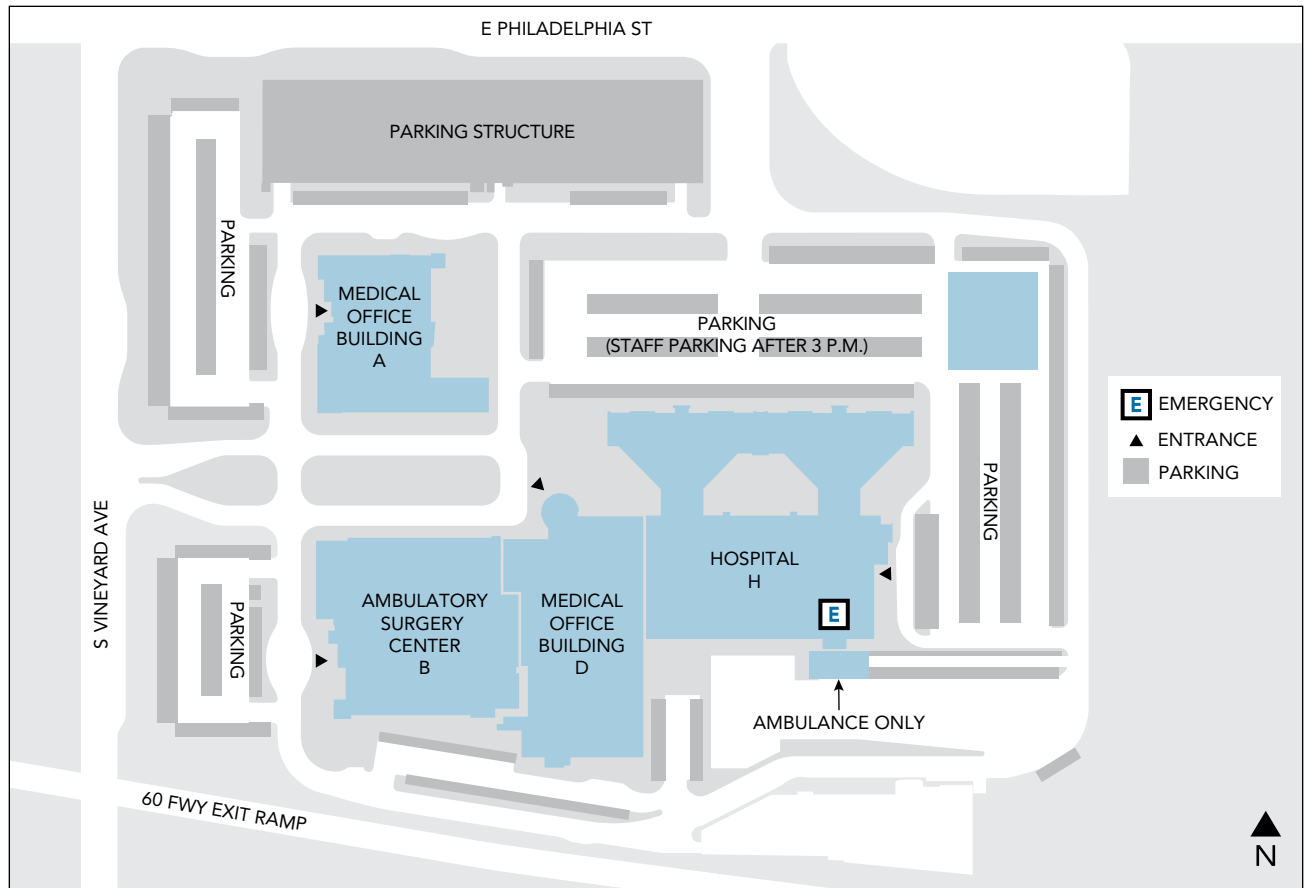 E PHILADELPHIA ST
PARKING STRUCTURE
PARKING
MEDICAL
OFFICE
BUILDING
A
PARKING
(STAFF PARKING AFTER 3 P.M.)
E EMERGENCY
ENTRANCE
PARKING
PARKING
S VINEYARD AVE
HOSPITAL
H
E
AMBULATORY
SURGERY
CENTER
B
MEDICAL
OFFICE
BUILDING
D
PARKING
AMBULANCE ONLY
60 FWY EXIT RAMP
N